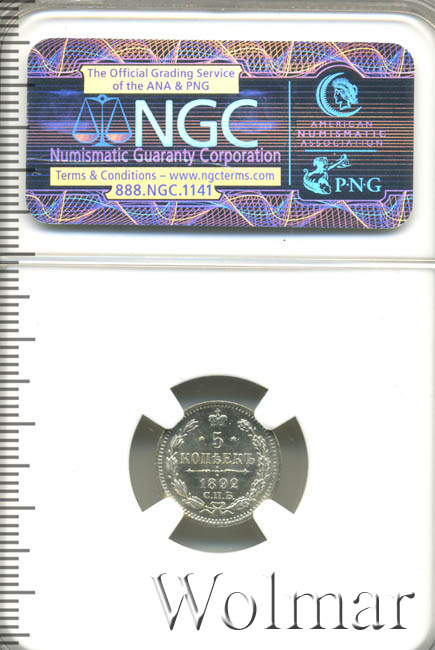 The Official Grading Service
of the ANA & PNG
NGC
Numismatic Guaranty Corporation
Terms & Conditions – www.ngcterms.com
888.NGC.1141
AMERICAN
NUMISMATIC
ASSOCIATION
P·N·G
5
КОПѢЕКЪ
1892
С.П.Б.
Wolmar